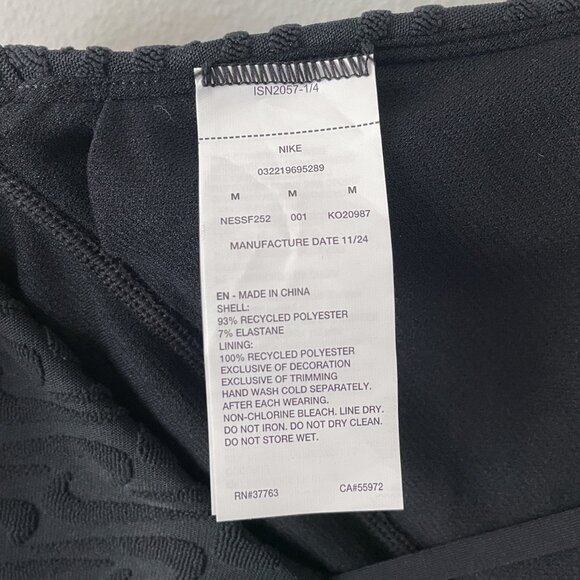 ISN2057-1/4
NIKE
032219695289
M M M
NESSF252 001 KO20987
MANUFACTURE DATE 11/24
EN - MADE IN CHINA
SHELL:
93% RECYCLED POLYESTER
7% ELASTANE
LINING:
100% RECYCLED POLYESTER
EXCLUSIVE OF DECORATION
EXCLUSIVE OF TRIMMING
HAND WASH COLD SEPARATELY.
AFTER EACH WEARING.
NON-CHLORINE BLEACH. LINE DRY.
DO NOT IRON. DO NOT DRY CLEAN.
DO NOT STORE WET.
RN#37763 CA#55972